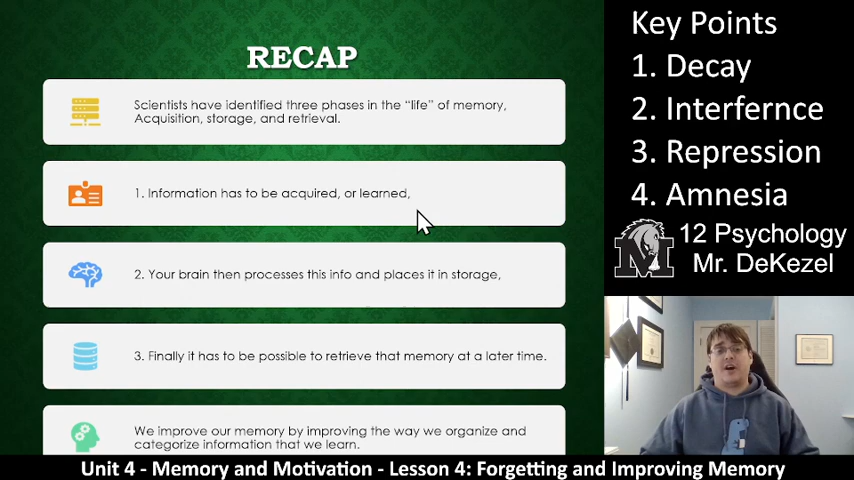 RECAP
Scientists have identified three phases in the “life” of memory,
Acquisition, storage, and retrieval.
1. Information has to be acquired, or learned,
2. Your brain then processes this info and places it in storage,
3. Finally it has to be possible to retrieve that memory at a later time.
We improve our memory by improving the way we organize and
categorize information that we learn.
Key Points
1. Decay
2. Interfernce
3. Repression
4. Amnesia
M
12 Psychology
Mr. DeKezel
Unit 4 - Memory and Motivation - Lesson 4: Forgetting and Improving Memory